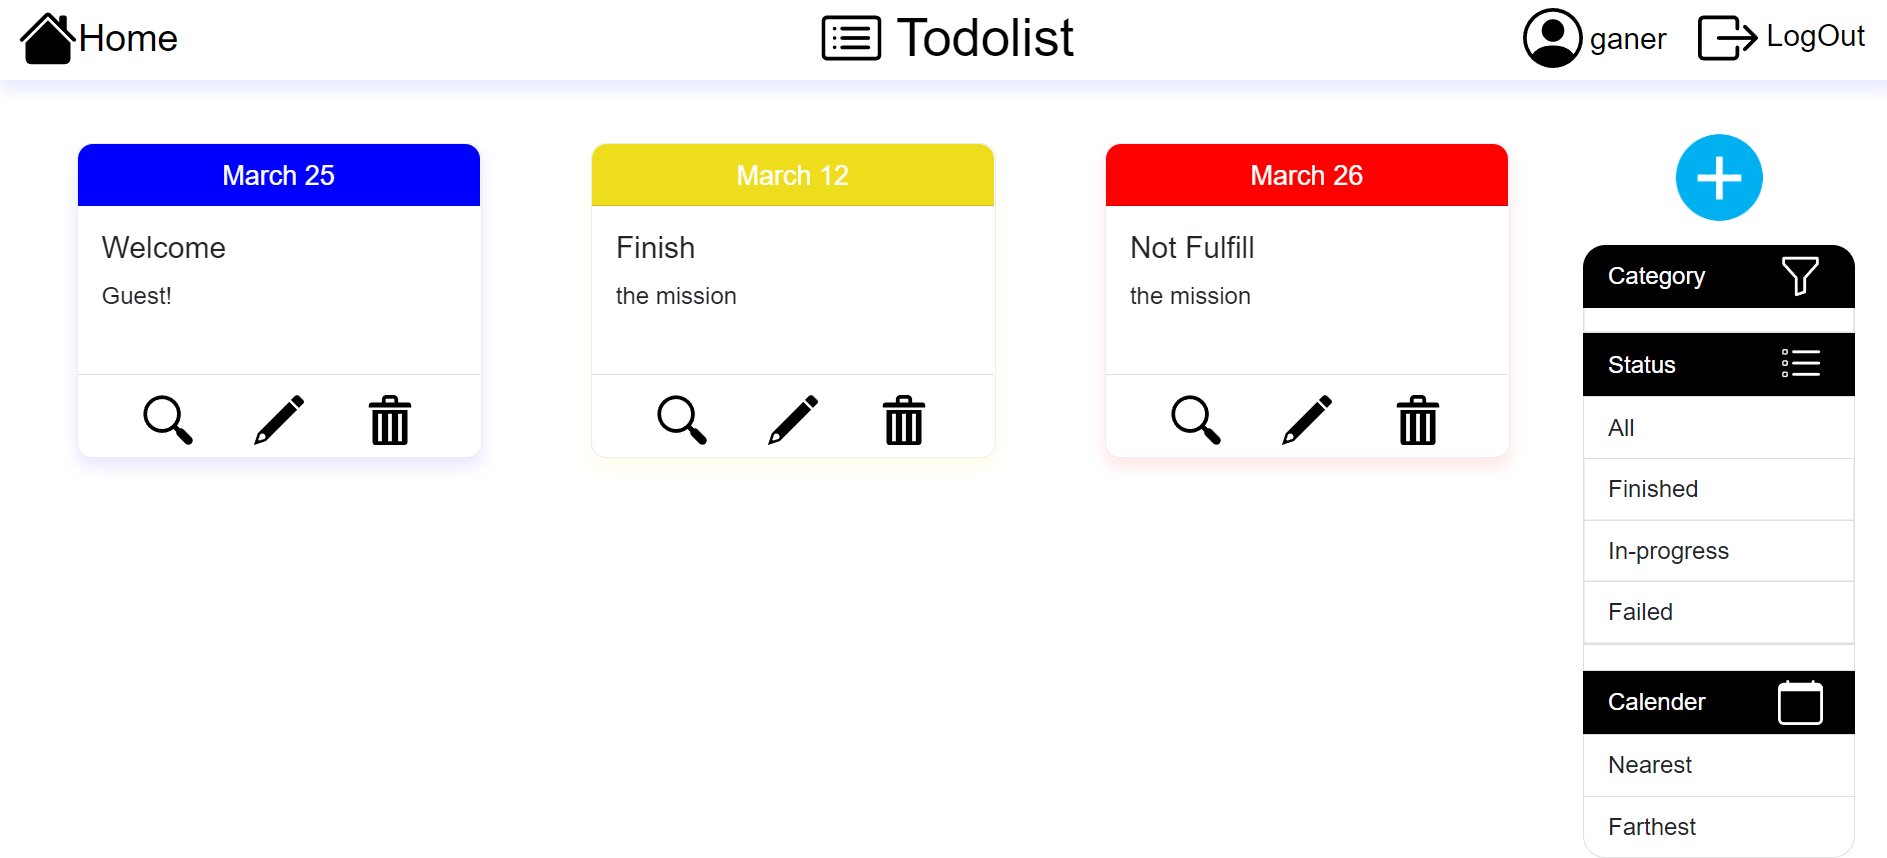 Home
Todolist
ganer
LogOut
March 25
Welcome
Guest!
March 12
Finish
the mission
March 26
Not Fulfill
the mission
Category
Status
All
Finished
In-progress
Failed
Calender
Nearest
Farthest